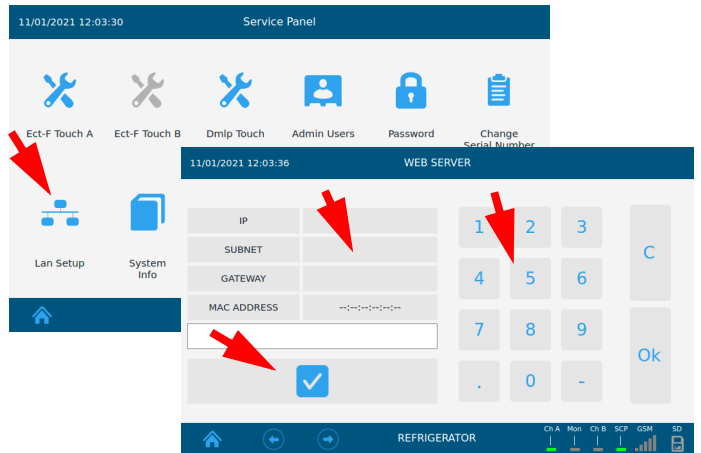 11/01/2021 12:03:30 Service Panel
Ect-F Touch A Ect-F Touch B Dmlp Touch Admin Users Password Change
Serial Number
Lan Setup System
Info
11/01/2021 12:03:36 WEB SERVER
IP
SUBNET
GATEWAY
MAC ADDRESS --:--:--:--:--:--
1 2 3
C
4 5 6
7 8 9
Ok
. 0 -
REFRIGERATOR
Ch A Mon Ch B SCP GSM SD